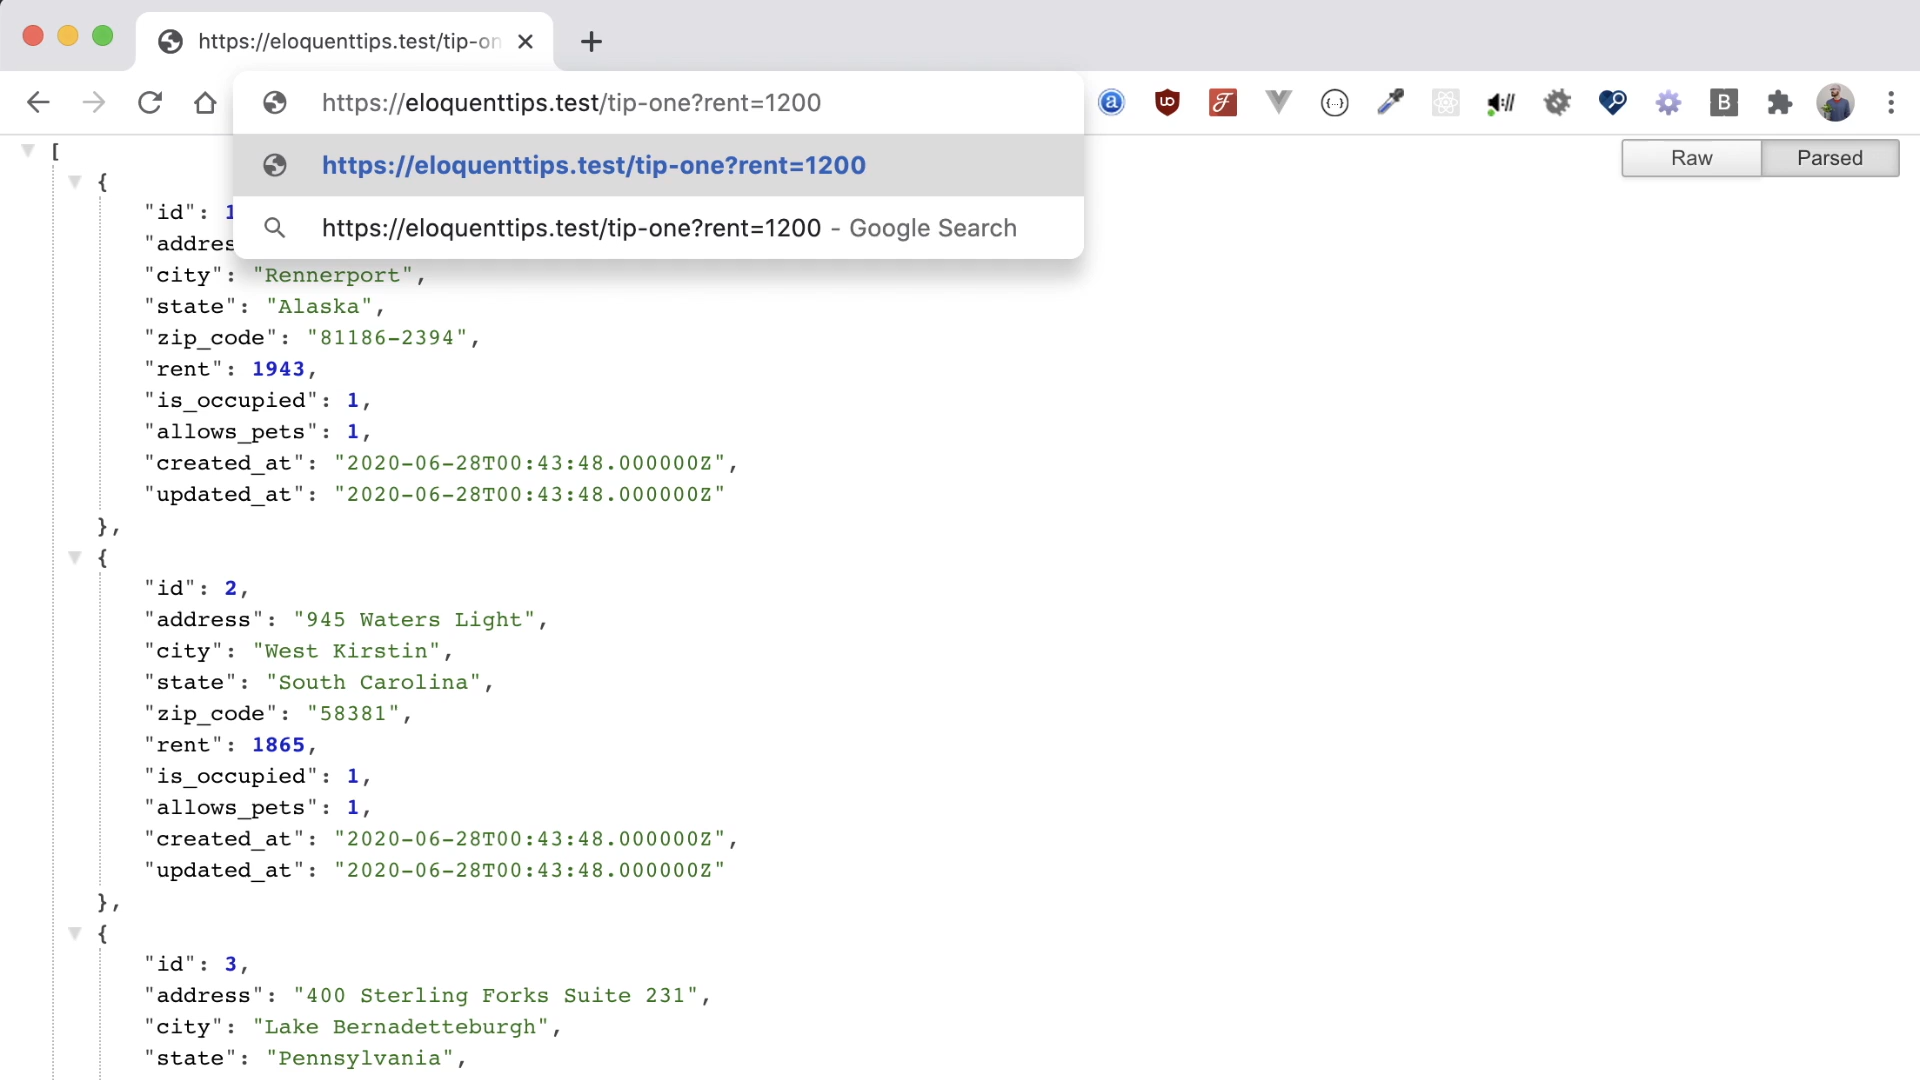 https://eloquenttips.test/tip-on
https://eloquenttips.test/tip-one?rent=1200
https://eloquenttips.test/tip-one?rent=1200
https://eloquenttips.test/tip-one?rent=1200 - Google Search
Raw Parsed
[
{
"id": 1
"addres
"city": "Rennerport",
"state": "Alaska",
"zip_code": "81186-2394",
"rent": 1943,
"is_occupied": 1,
"allows_pets": 1,
"created_at": "2020-06-28T00:43:48.000000Z",
"updated_at": "2020-06-28T00:43:48.000000Z"
},
{
"id": 2,
"address": "945 Waters Light",
"city": "West Kirstin",
"state": "South Carolina",
"zip_code": "58381",
"rent": 1865,
"is_occupied": 1,
"allows_pets": 1,
"created_at": "2020-06-28T00:43:48.000000Z",
"updated_at": "2020-06-28T00:43:48.000000Z"
},
{
"id": 3,
"address": "400 Sterling Forks Suite 231",
"city": "Lake Bernadetteburgh",
"state": "Pennsylvania",